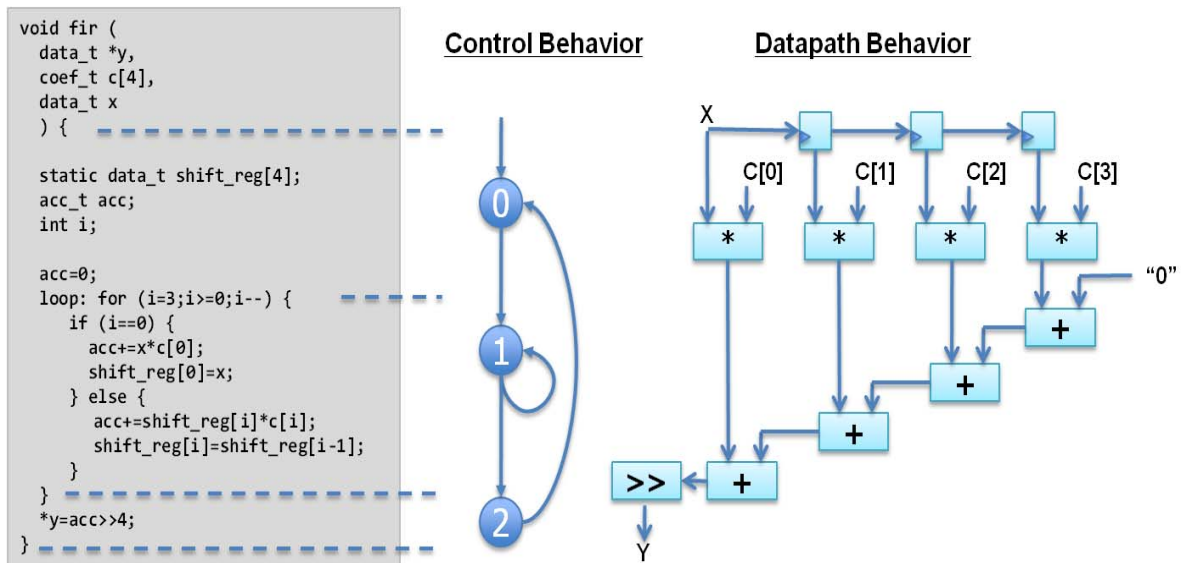 void fir (
data_t *y,
coef_t c[4],
data_t x
) {
static data_t shift_reg[4];
acc_t acc;
int i;
acc=0;
loop: for (i=3;i>=0;i--) {
if (i==0) {
acc+=x*c[0];
shift_reg[0]=x;
} else {
acc+=shift_reg[i]*c[i];
shift_reg[i]=shift_reg[i-1];
}
}
*y=acc>>4;
}
Control Behavior
0
1
2
Datapath Behavior
X
C[0] C[1] C[2] C[3]
* * * *
“0”
+
+
+
>> +
Y